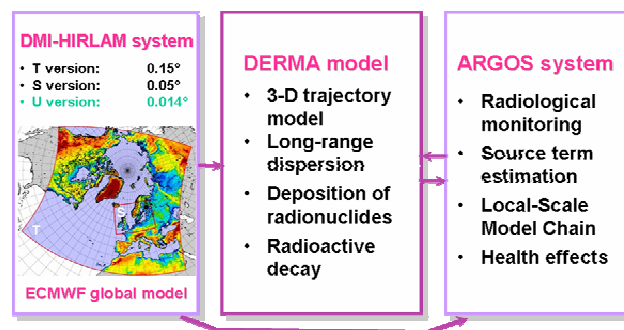 DMI-HIRLAM system
• T version: 0.15°
• S version: 0.05°
• U version: 0.014°
T
S
ECMWF global model
DERMA model
• 3-D trajectory
model
• Long-range
dispersion
• Deposition of
radionuclides
• Radioactive
decay
ARGOS system
• Radiological
monitoring
• Source term
estimation
• Local-Scale
Model Chain
• Health effects